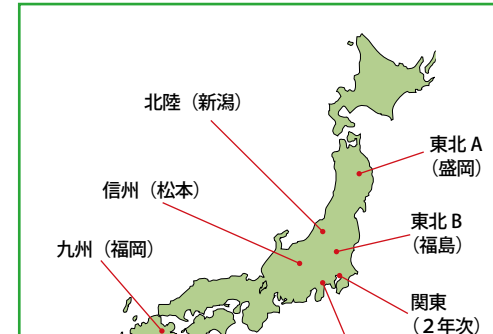 北陸（新潟）
東北 A
（盛岡）
信州（松本）
東北 B
（福島）
九州（福岡）
関東
（２年次）